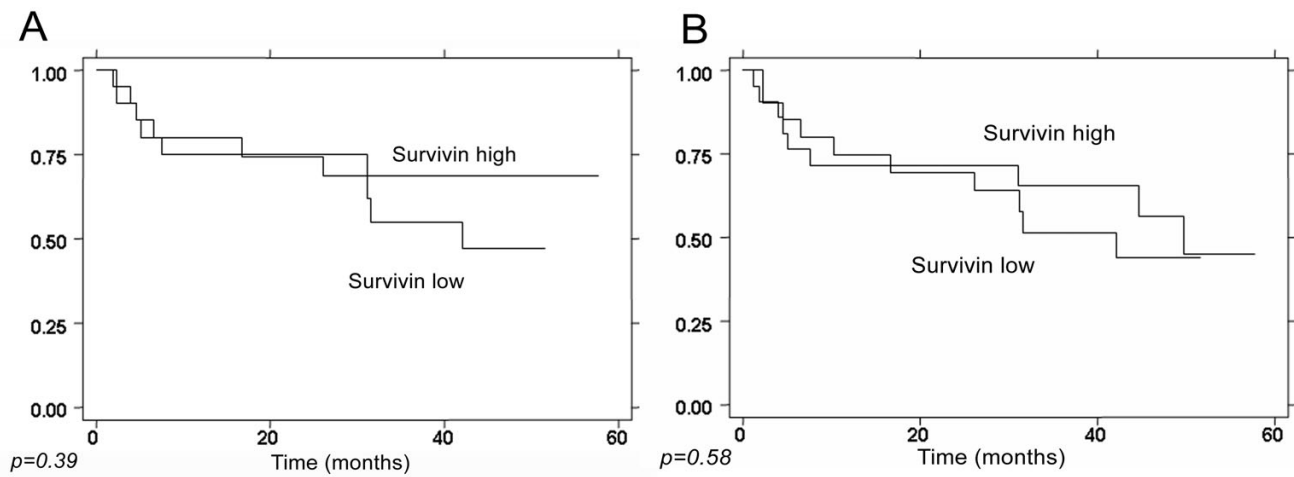 A
1.00
0.75
0.50
0.25
0.00
Survivin high
Survivin low
0 20 40 60
p=0.39 Time (months)
B
1.00
0.75
0.50
0.25
0.00
Survivin high
Survivin low
0 20 40 60
p=0.58 Time (months)